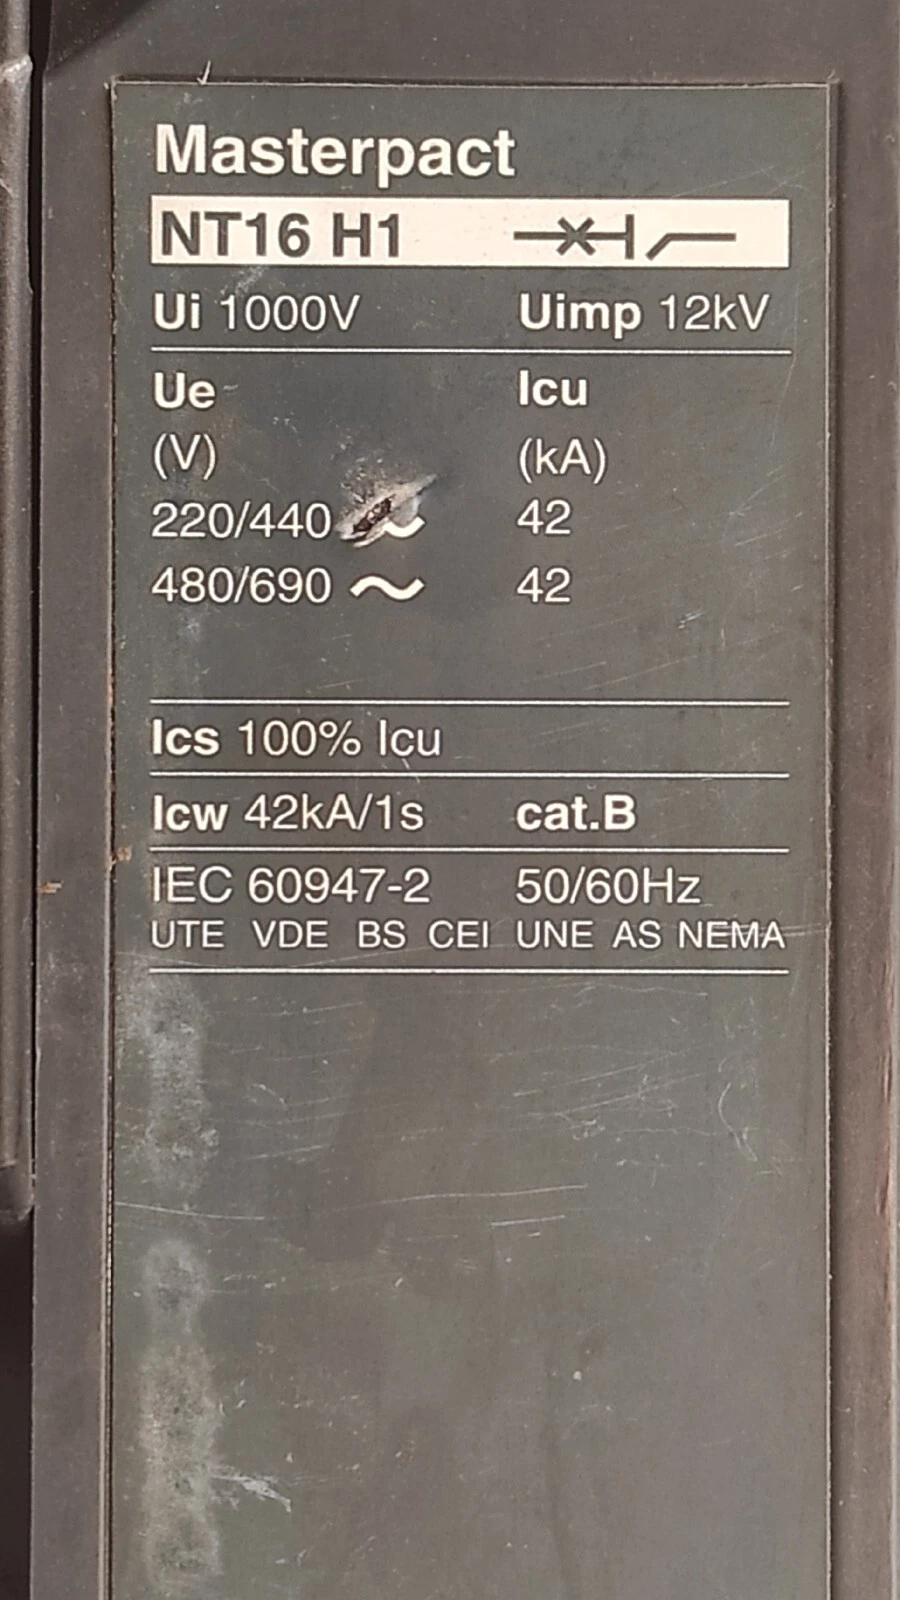 Masterpact
NT16 H1
Ui 1000V Uimp 12kV
Ue Icu
(V) (kA)
220/440 ~ 42
480/690 ~ 42
Ics 100% Icu
Icw 42kA/1s cat.B
IEC 60947-2 50/60Hz
UTE VDE BS CEI UNE AS NEMA